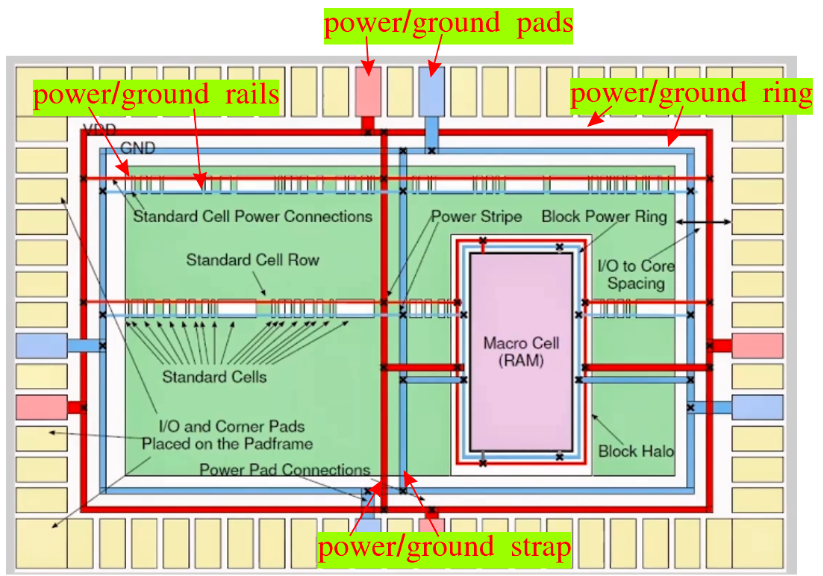 power/ground pads
power/ground rails
power/ground ring
VDD
GND
Standard Cell Power Connections
Power Stripe
Block Power Ring
Standard Cell Row
I/O to Core
Spacing
Macro Cell
(RAM)
Standard Cells
I/O and Corner Pads
Placed on the Padframe
Block Halo
Power Pad Connections
power/ground strap